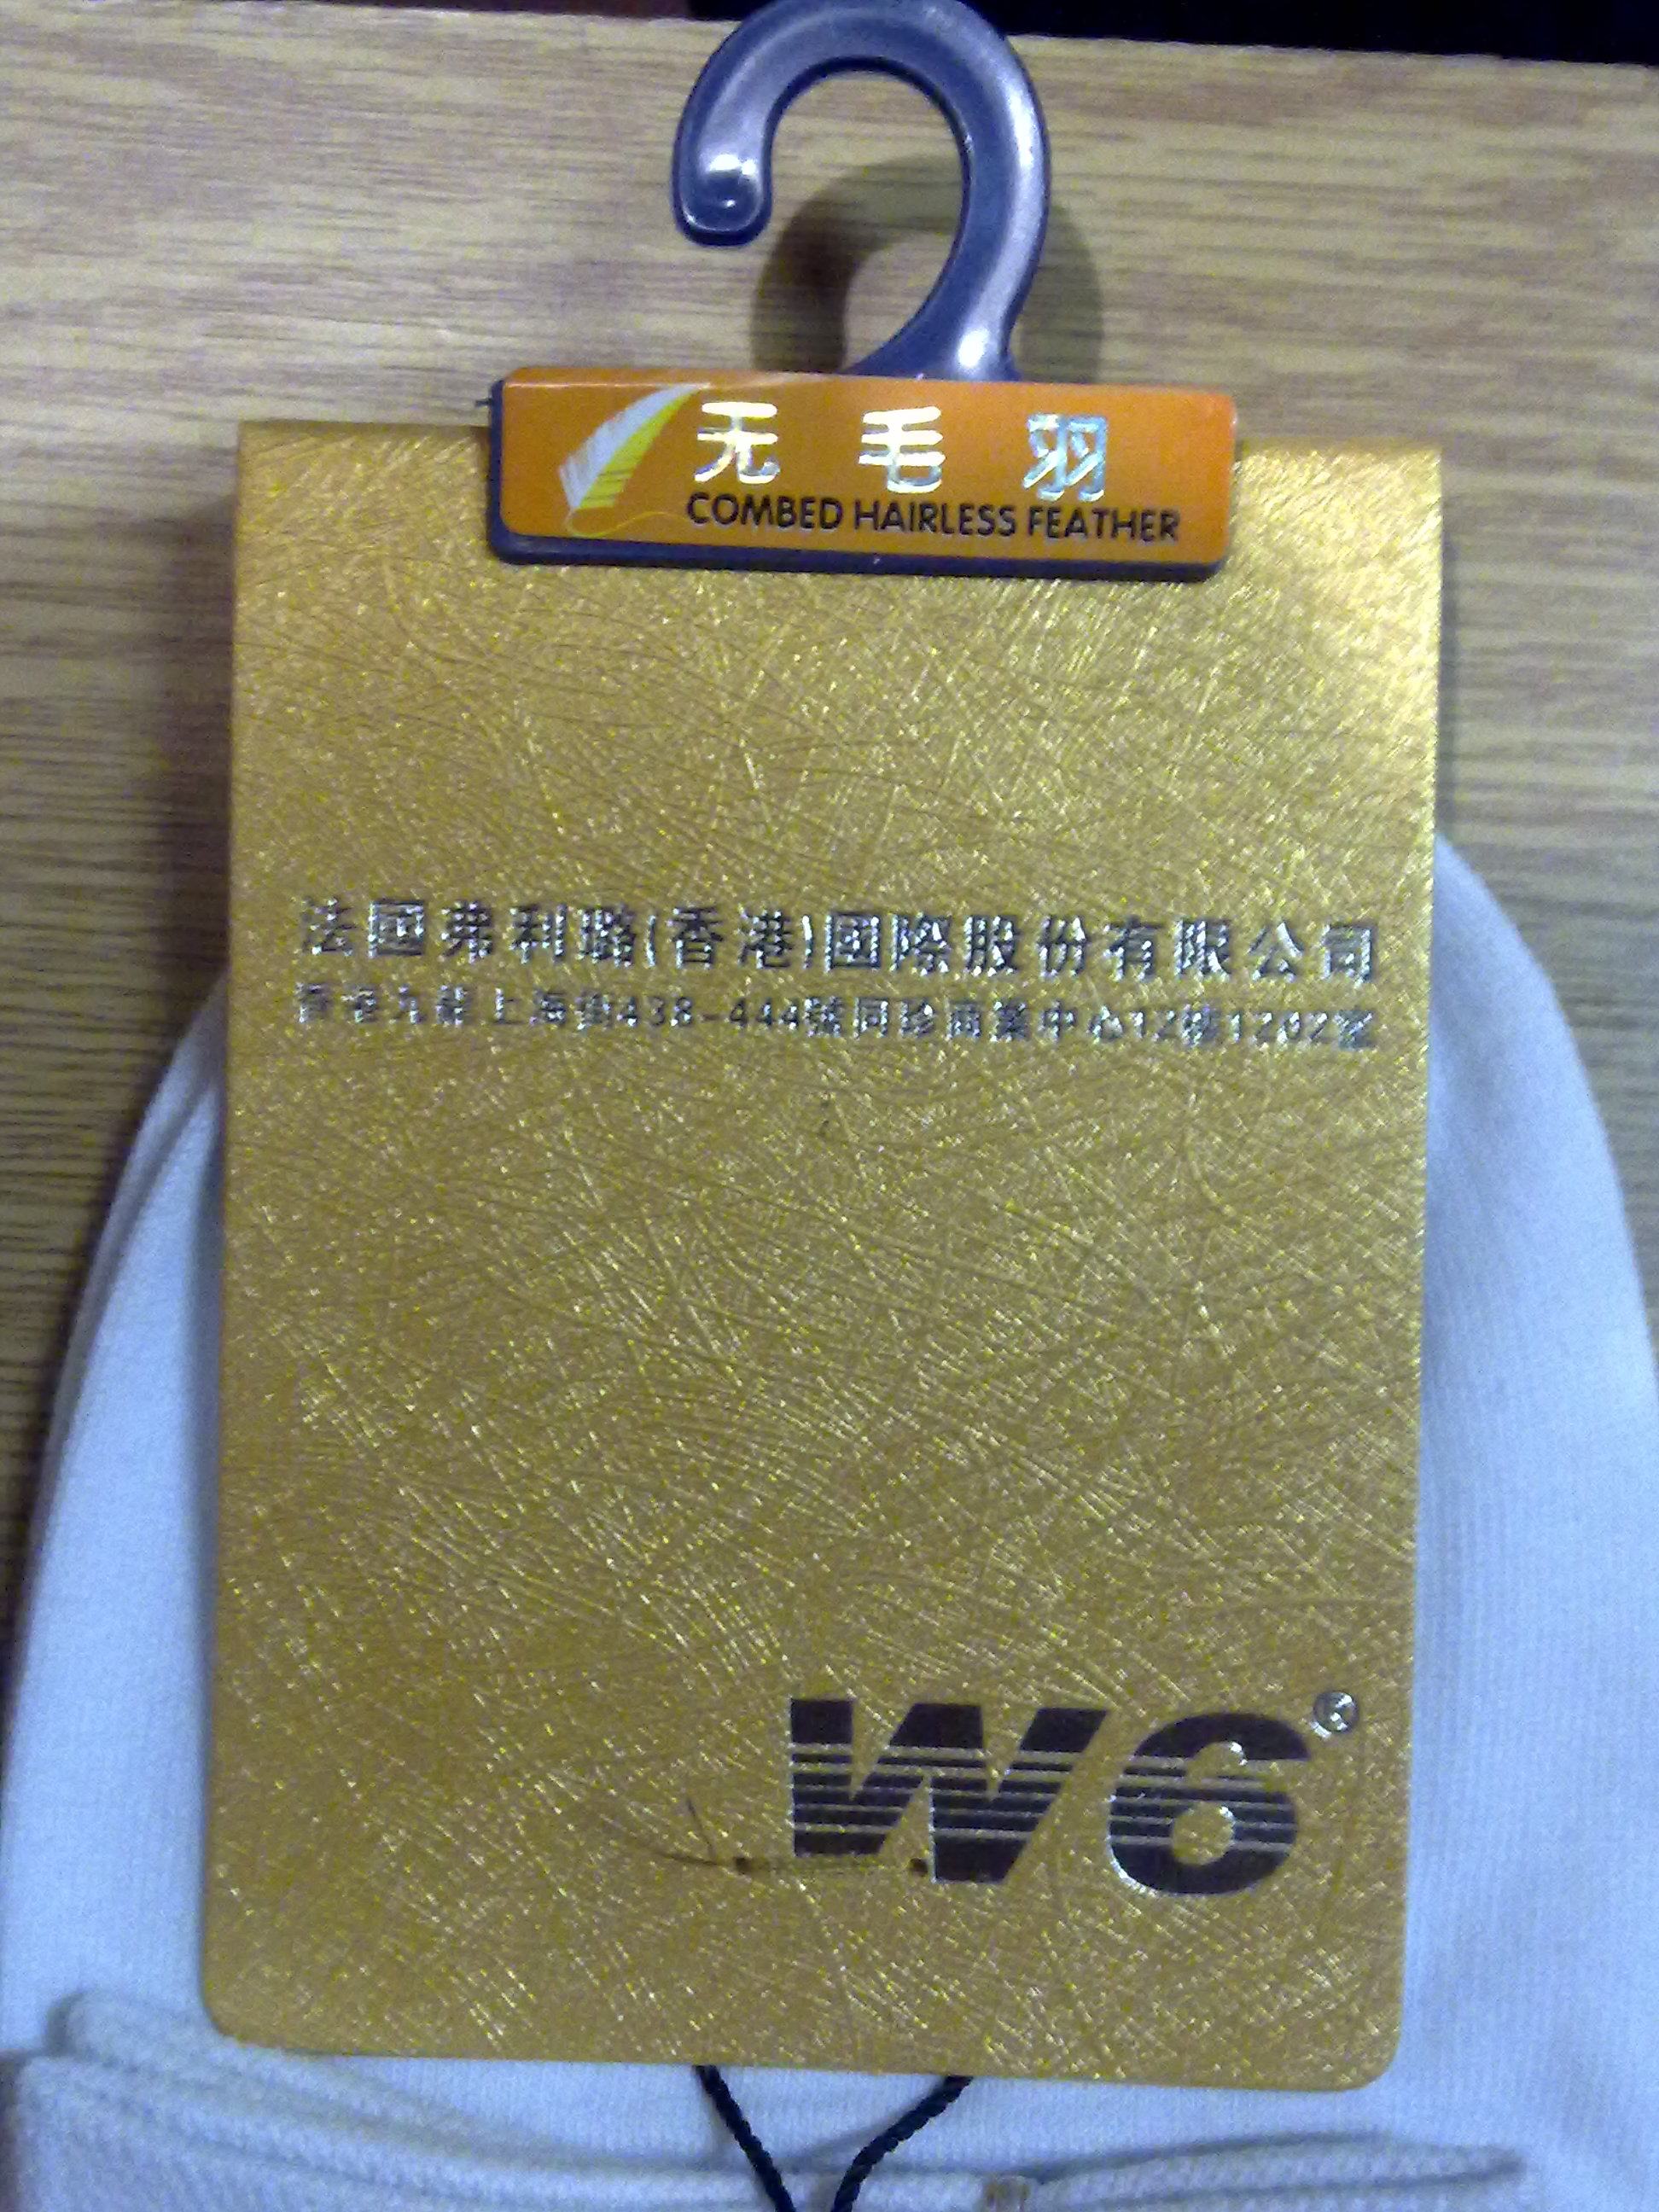 无毛羽
COMBED HAIRLESS FEATHER
法國弗利璐(香港)國際股份有限公司
香港九龍上海街438-444號同珍商業中心12樓1202室
W6®